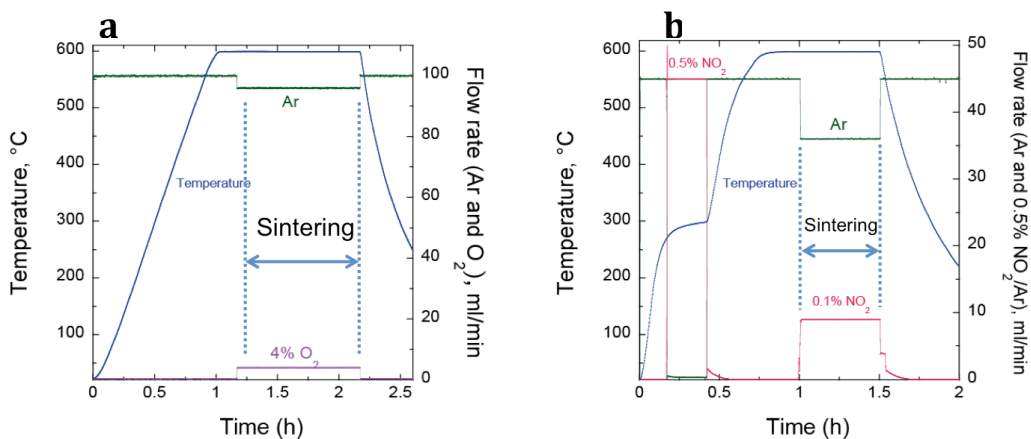 a
600
500
400
300
200
100
Temperature, °C
0
0.5
1
1.5
2
2.5
Time (h)
100
80
60
40
20
0
Flow rate (Ar and O2), ml/min
Ar
Temperature
Sintering
4% O2
b
600
500
400
300
200
100
Temperature, °C
0
0.5
1
1.5
2
Time (h)
50
40
30
20
10
0
Flow rate (Ar and 0.5% NO2/Ar), ml/min
0.5% NO2
Ar
Temperature
Sintering
0.1% NO2